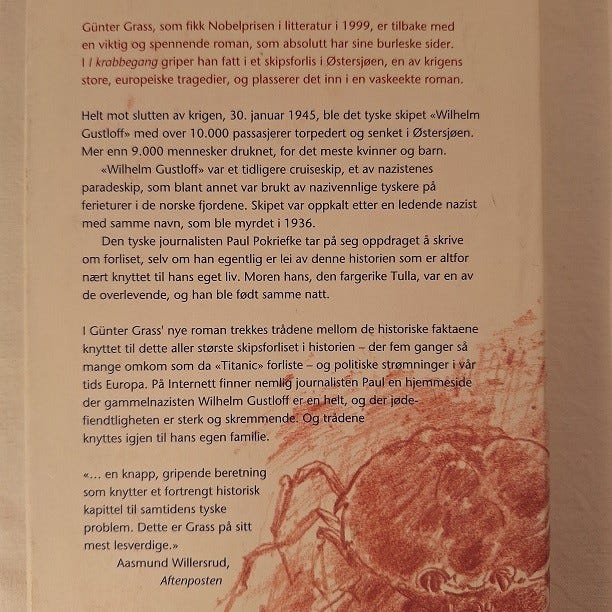 Günter Grass, som fikk Nobelprisen i litteratur i 1999, er tilbake med
en viktig og spennende roman, som absolutt har sine burleske sider.
I I krabbegang griper han fatt i et skipsforlis i Østersjøen, en av krigens
store, europeiske tragedier, og plasserer det inn i en vaskeekte roman.
Helt mot slutten av krigen, 30. januar 1945, ble det tyske skipet «Wilhelm
Gustloff» med over 10.000 passasjerer torpedert og senket i Østersjøen.
Mer enn 9.000 mennesker druknet, for det meste kvinner og barn.
«Wilhelm Gustloff» var et tidligere cruiseskip, et av nazistenes
paradeskip, som blant annet var brukt av nazivennlige tyskere på
ferieturer i de norske fjordene. Skipet var oppkalt etter en ledende nazist
med samme navn, som ble myrdet i 1936.
Den tyske journalisten Paul Pokriefke tar på seg oppdraget å skrive
om forliset, selv om han egentlig er lei av denne historien som er altfor
nært knyttet til hans eget liv. Moren hans, den fargerike Tulla, var en av
de overlevende, og han ble født samme natt.
I Günter Grass' nye roman trekkes trådene mellom de historiske faktaene
knyttet til dette aller største skipsforliset i historien – der fem ganger så
mange omkom som da «Titanic» forliste – og politiske strømninger i vår
tids Europa. På Internett finner nemlig journalisten Paul en hjemmeside
der gammelnazisten Wilhelm Gustloff er en helt, og der jøde-
fiendtligheten er sterk og skremmende. Og trådene
knyttes igjen til hans egen familie.
«... en knapp, gripende beretning
som knytter et fortrengt historisk
kapittel til samtidens tyske
problem. Dette er Grass på sitt
mest lesverdige.»
Aasmund Willersrud,
Aftenposten